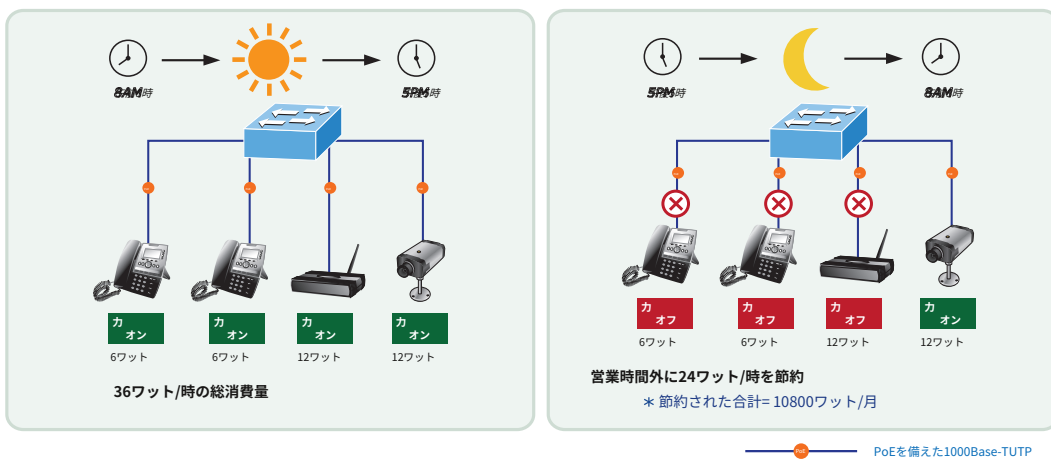 8AM時
5PM時
カ
オン
カ
オン
カ
オン
カ
オン
6ワット
6ワット
12ワット
12ワット
36ワット/時の総消費量
5PM時
8AM時
カ
オフ
カ
オフ
カ
オフ
カ
オン
6ワット
6ワット
12ワット
12ワット
営業時間外に24ワット/時を節約
＊ 節約された合計= 10800ワット/月
PoE
PoEを備えた1000Base-TUTP